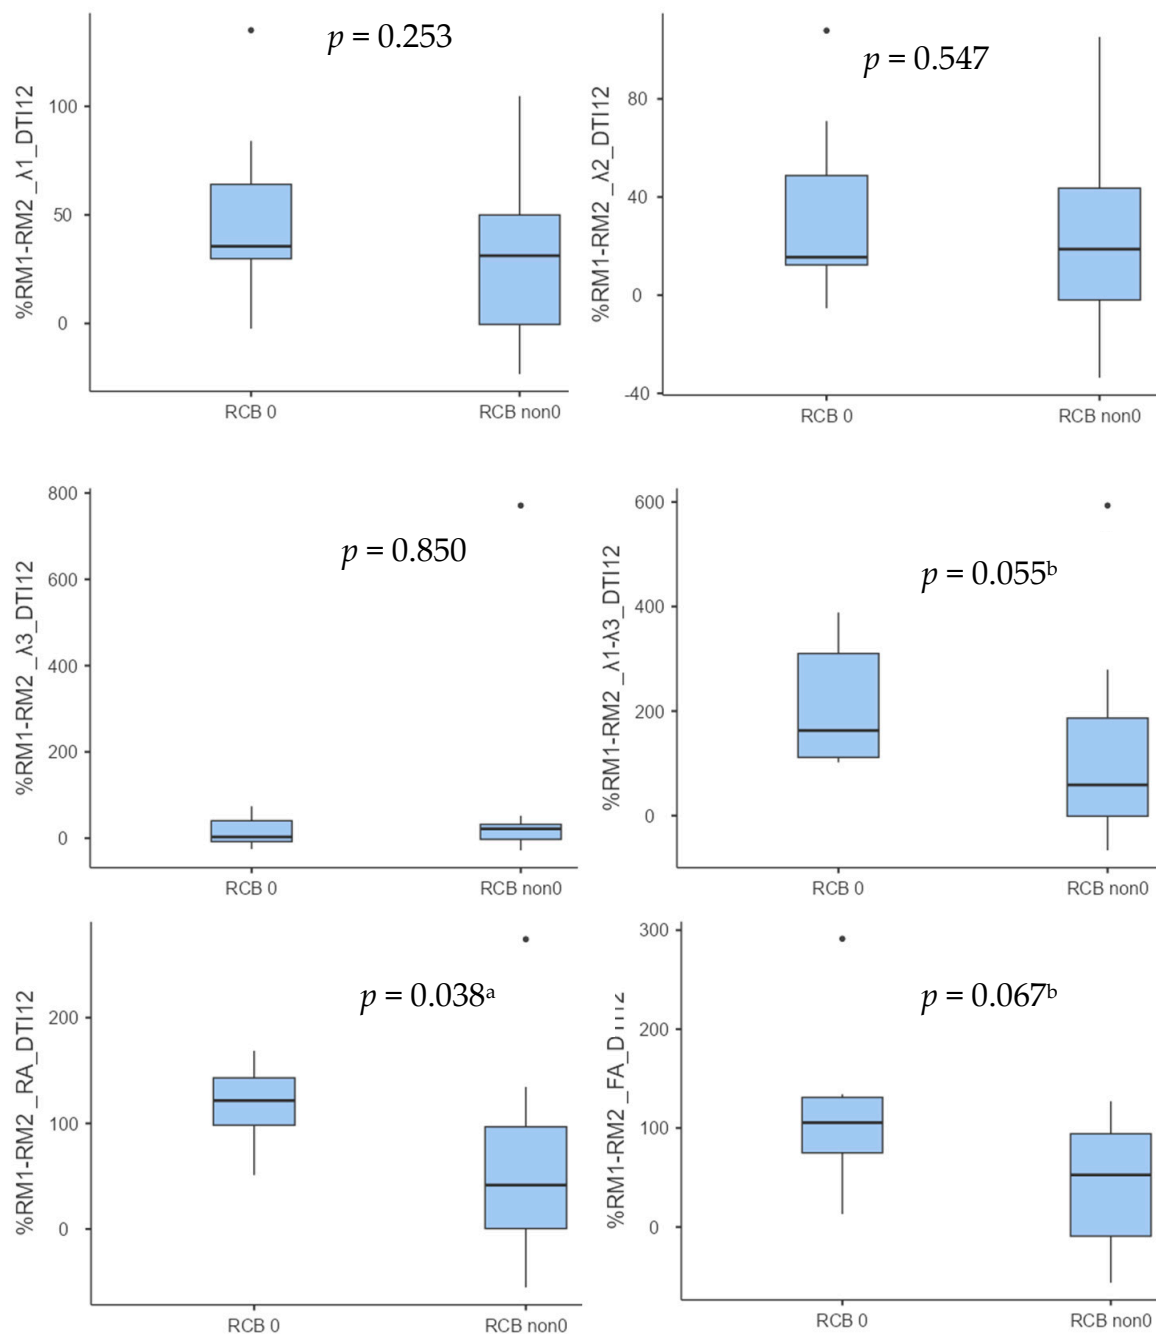 p = 0.253
%RM1-RM2 _λ1_DTI12
100
50
0
RCB 0
RCB non0
p = 0.547
%RM1-RM2 _λ2_DTI12
80
40
0
-40
RCB 0
RCB non0
p = 0.850
%RM1-RM2 _λ3_DTI12
800
600
400
200
0
RCB 0
RCB non0
p = 0.055ᵇ
%RM1-RM2 _λ1-λ3_DTI12
600
400
200
0
RCB 0
RCB non0
p = 0.038ᵃ
%RM1-RM2 _RA_DTI12
200
100
0
RCB 0
RCB non0
p = 0.067ᵇ
%RM1-RM2 _FA_DTI12
300
200
100
0
RCB 0
RCB non0